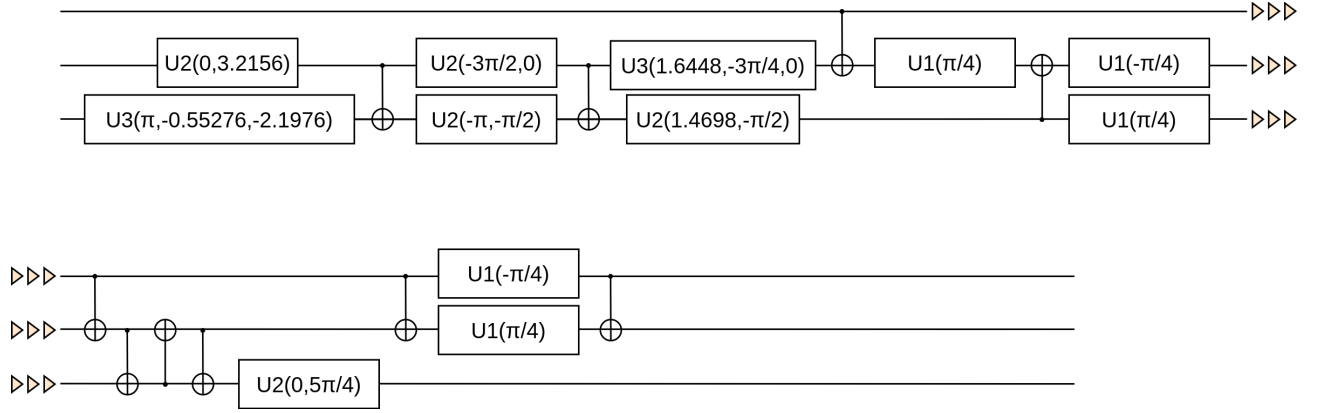 U2(0,3.2156) U2(-3π/2,0) U3(1.6448,-3π/4,0) U1(π/4) U1(-π/4)
U3(π,-0.55276,-2.1976) U2(-π,-π/2) U2(1.4698,-π/2) U1(π/4)
U1(-π/4)
U1(π/4)
U2(0,5π/4)